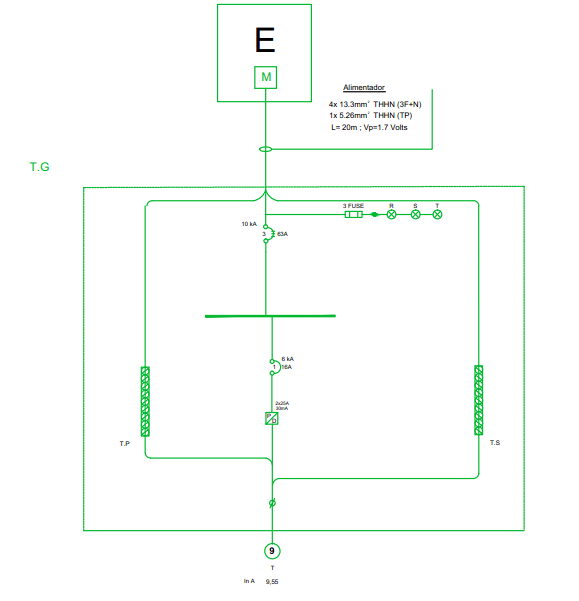 E
M
Alimentador
4x 13.3mm² THHN (3F+N)
1x 5.26mm² THHN (TP)
L= 20m ; Vp=1.7 Volts
T.G
3 FUSE
R
S
T
10 kA
3
63A
6 kA
1
16A
2x25A
30mA
T.P
T.S
9
T
In A 9,55